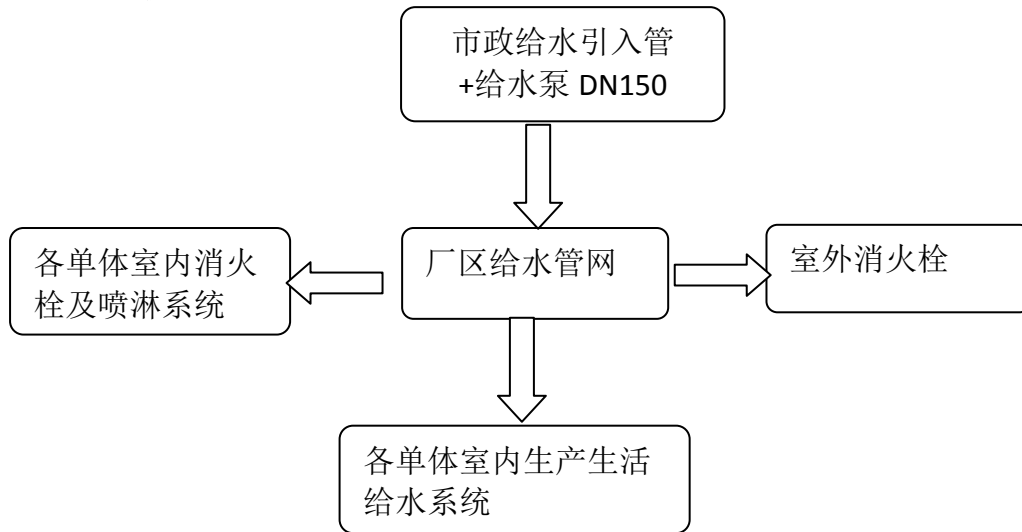 市政给水引入管
+给水泵 DN150
各单体室内消火
栓及喷淋系统
厂区给水管网
室外消火栓
各单体室内生产生活
给水系统